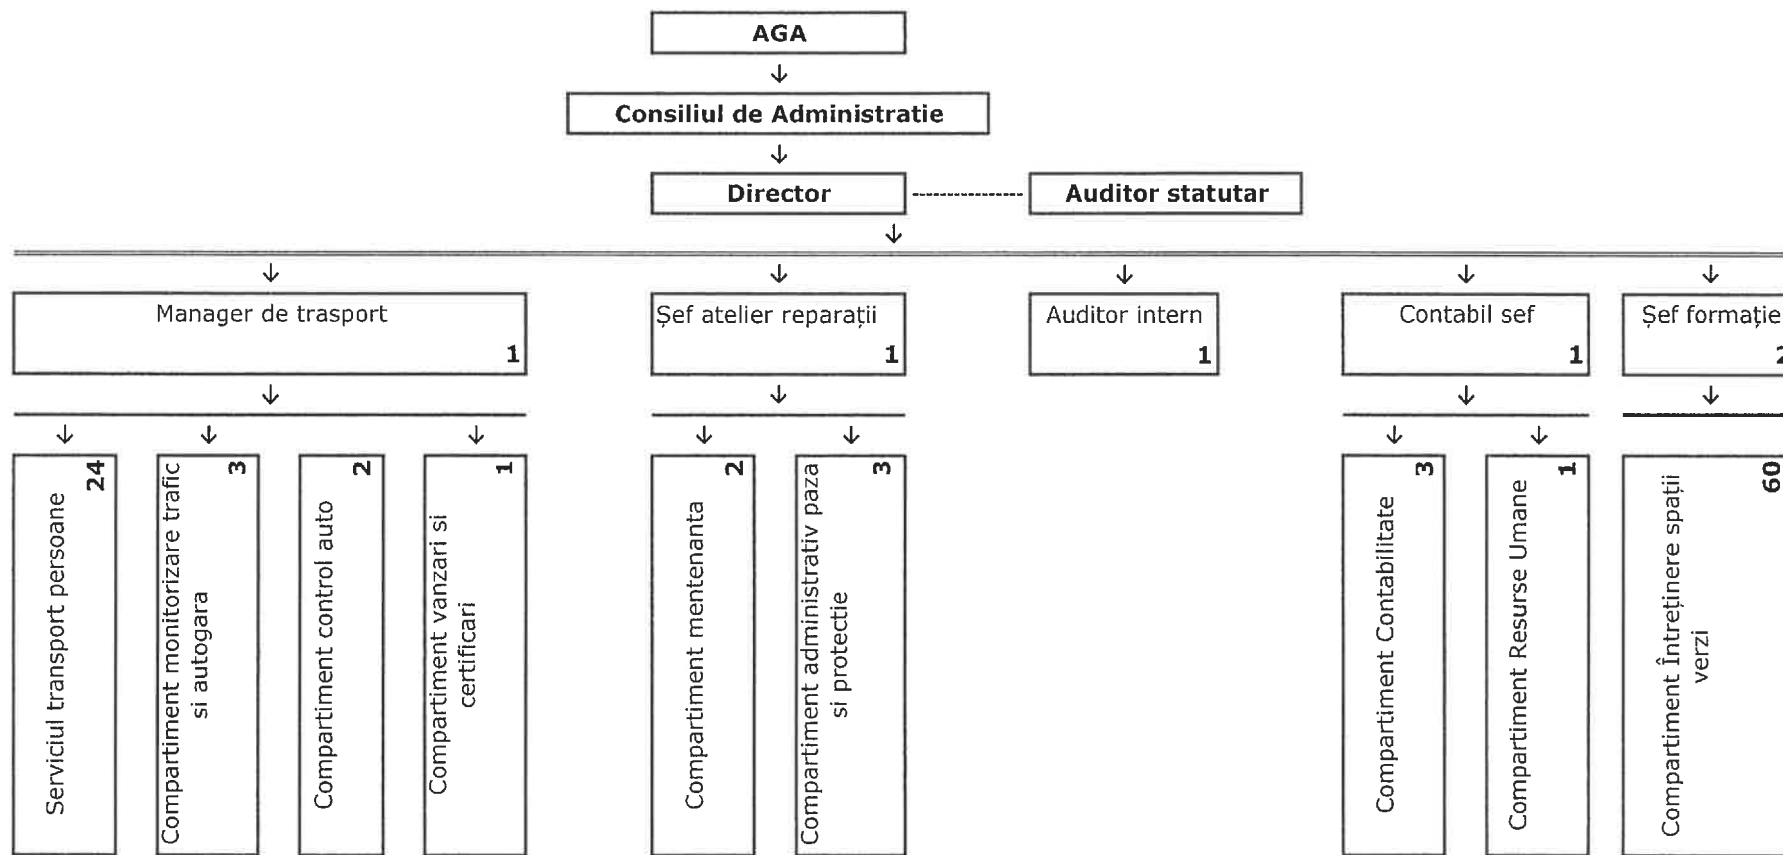 AGA
Consiliul de Administratie
Director
Auditor statutar
Manager de trasport
1
Șef atelier reparații
1
Auditor intern
1
Contabil sef
1
Șef formație
2
Serviciul transport persoane
24
Compartiment monitorizare trafic
si autogara
3
Compartiment control auto
2
Compartiment vanzari si
certificari
1
Compartiment mentenanta
2
Compartiment administrativ paza
si protectie
3
Compartiment Contabilitate
3
Compartiment Resurse Umane
1
Compartiment Întreținere spații
verzi
60